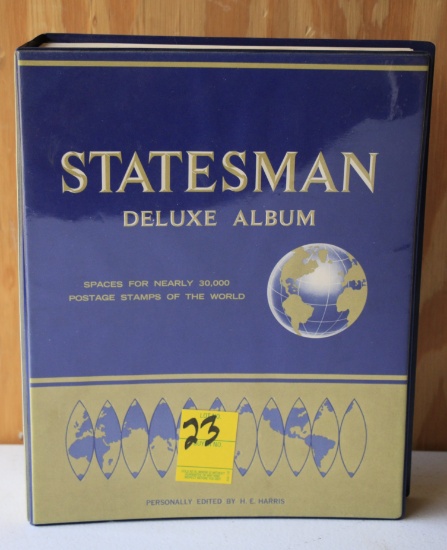 STATESMAN
DELUXE ALBUM
SPACES FOR NEARLY 30,000
POSTAGE STAMPS OF THE WORLD
23
PERSONALLY EDITED BY H. E. HARRIS